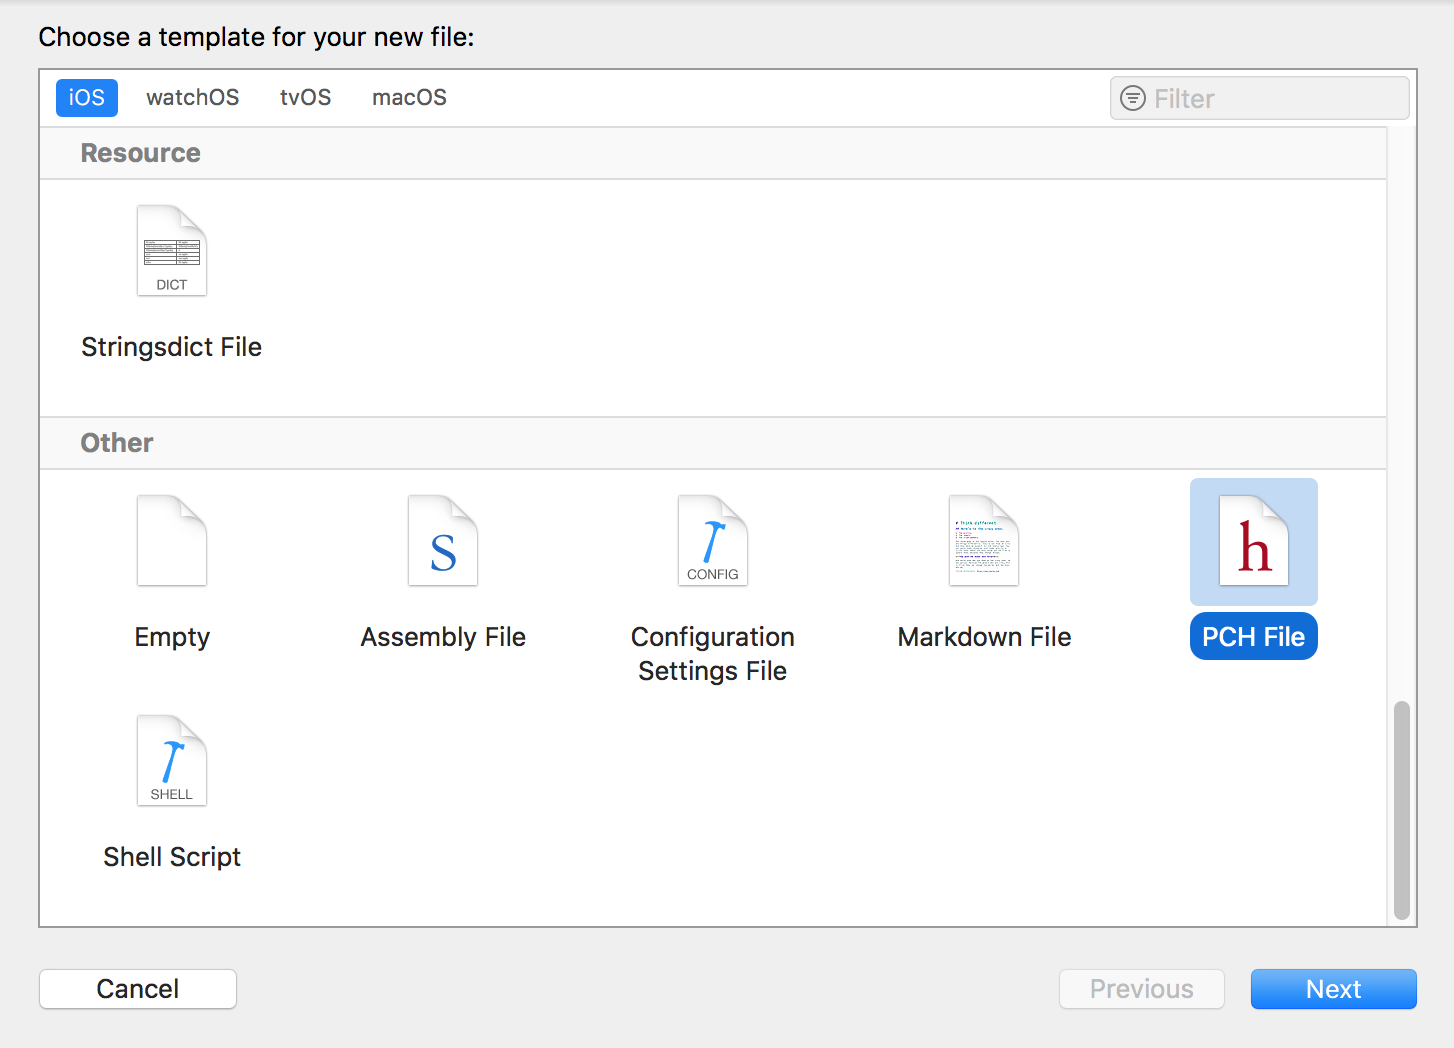 Choose a template for your new file:
iOS watchOS tvOS macOS Filter
Resource
DICT
Stringsdict File
Other
S CONFIG h
Empty Assembly File Configuration Settings File Markdown File PCH File
SHELL
Shell Script
Cancel Previous Next